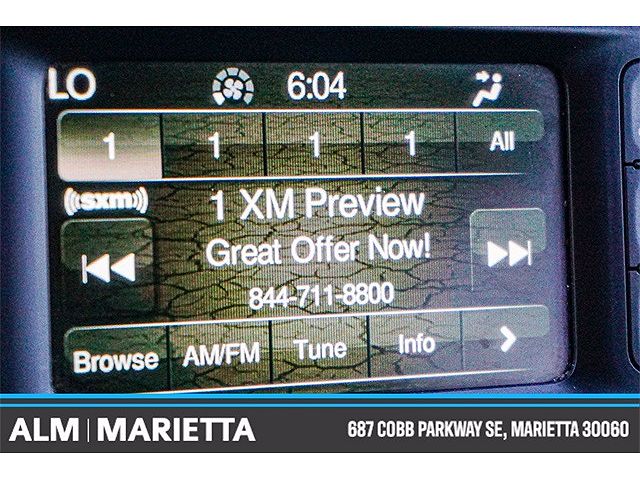 LO 6:04
1 1 1 1 All
((sxm)) 1 XM Preview
Great Offer Now!
844-711-8800
Browse AM/FM Tune Info >
ALM | MARIETTA 687 COBB PARKWAY SE, MARIETTA 30060